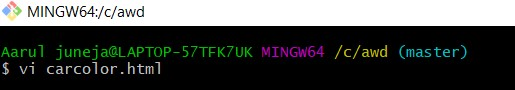 MINGW64:/c/awd
Aarul juneja@LAPTOP-57TFK7UK MINGW64 /c/awd (master)
$ vi carcolor.html